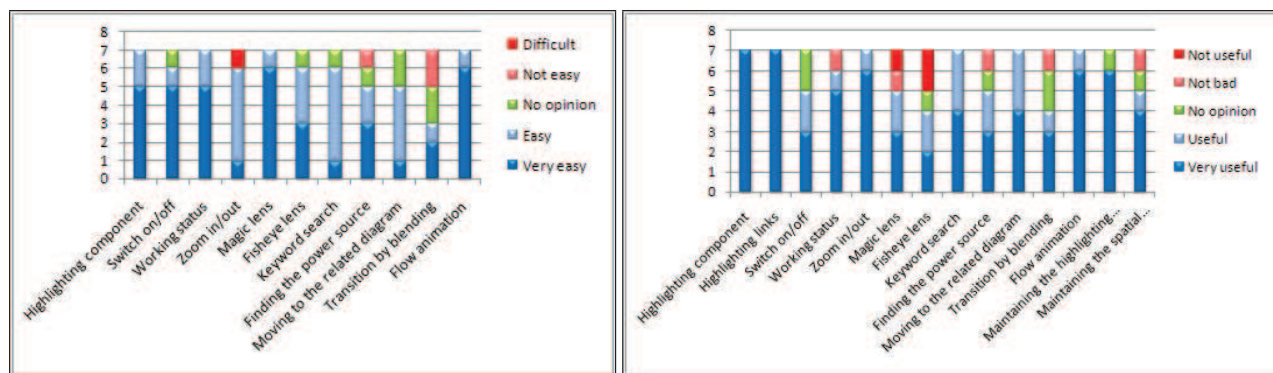 8
7
6
5
4
3
2
1
0
Difficult
Not easy
No opinion
Easy
Very easy
Highlighting component
Switch on/off
Working status
Zoom in/out
Magic lens
Fisheye lens
Keyword search
Finding the power source
Moving to the related diagram
Transition by blending
Flow animation
8
7
6
5
4
3
2
1
0
Not useful
Not bad
No opinion
Useful
Very useful
Highlighting component
Highlighting links
Switch on/off
Working status
Zoom in/out
Magic lens
Fisheye lens
Keyword search
Finding the power source
Moving to the related diagram
Transition by blending
Flow animation
Maintaining the highlighting...
Maintaining the spatial...